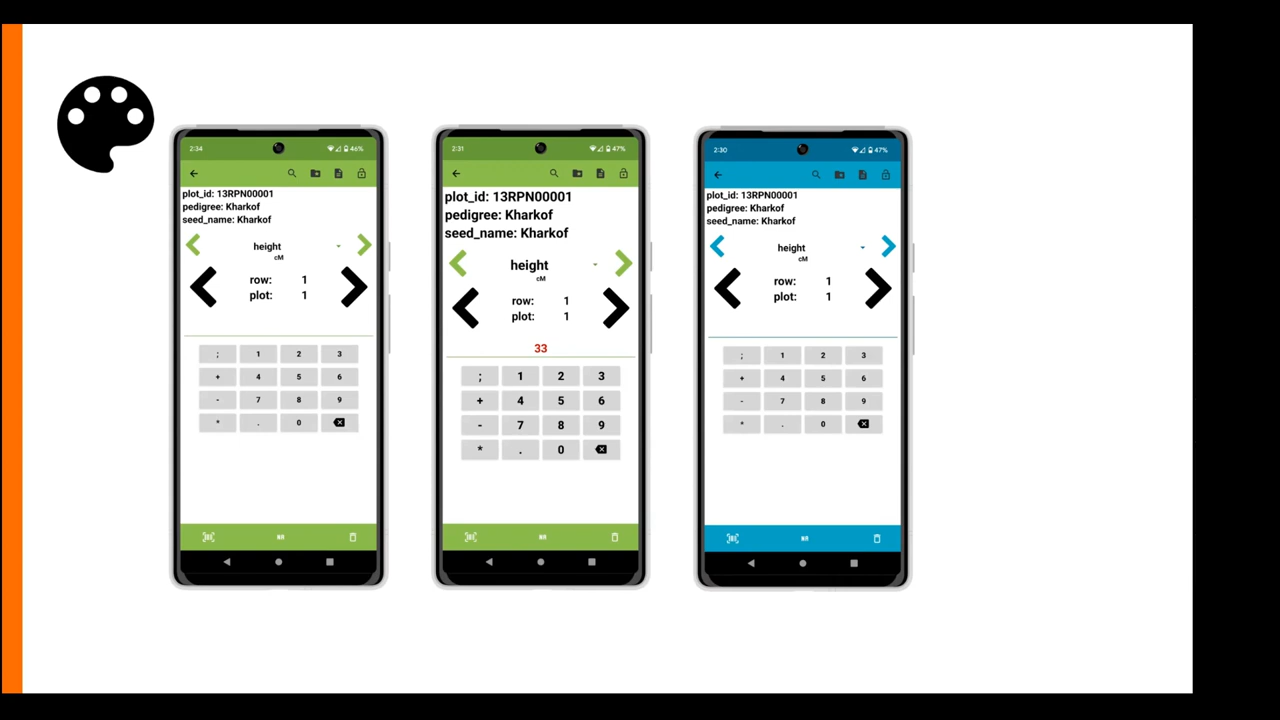 2:34 46%
plot_id: 13RPN00001
pedigree: Kharkof
seed_name: Kharkof
height
cM
row: 1
plot: 1
; 1 2 3
+ 4 5 6
- 7 8 9
* . 0
NA
2:31 47%
plot_id: 13RPN00001
pedigree: Kharkof
seed_name: Kharkof
height
cM
row: 1
plot: 1
33
; 1 2 3
+ 4 5 6
- 7 8 9
* . 0
NA
2:30 47%
plot_id: 13RPN00001
pedigree: Kharkof
seed_name: Kharkof
height
cM
row: 1
plot: 1
; 1 2 3
+ 4 5 6
- 7 8 9
* . 0
NA